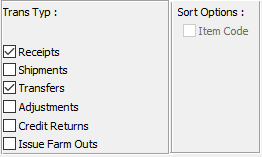 Trans Typ :
Receipts
Shipments
Transfers
Adjustments
Credit Returns
Issue Farm Outs
Sort Options :
Item Code